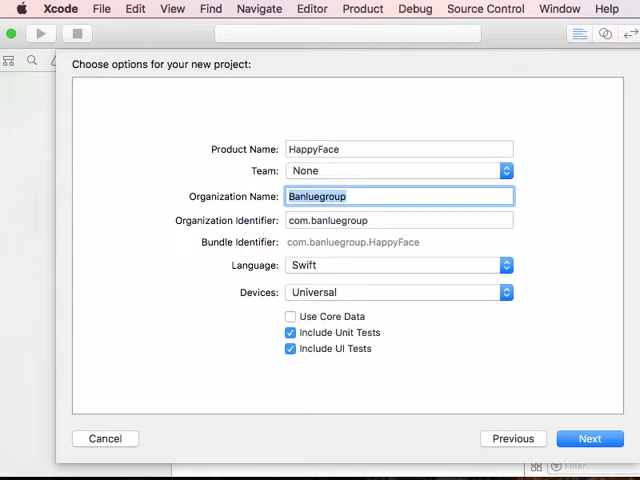 Xcode File Edit View Find Navigate Editor Product Debug Source Control Window Help
Choose options for your new project:
Product Name: HappyFace
Team: None
Organization Name: Banluegroup
Organization Identifier: com.banluegroup
Bundle Identifier: com.banluegroup.HappyFace
Language: Swift
Devices: Universal
Use Core Data
Include Unit Tests
Include UI Tests
Cancel Previous Next
Filter